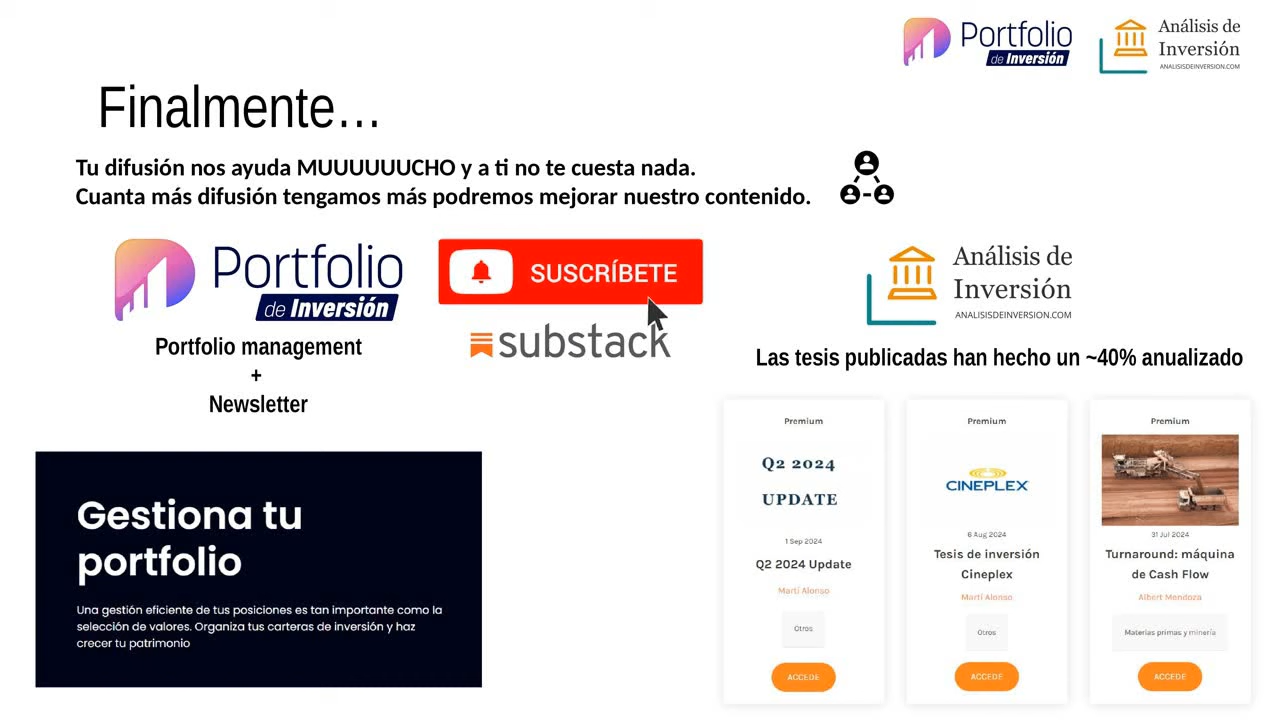 Portfolio
de Inversión
Análisis de
Inversión
ANALISISDEINVERSION.COM
Finalmente…
Tu difusión nos ayuda MUUUUUUCHO y a ti no te cuesta nada.
Cuanta más difusión tengamos más podremos mejorar nuestro contenido.
Portfolio
de Inversión
Portfolio management
+
Newsletter
SUSCRÍBETE
substack
Análisis de
Inversión
ANALISISDEINVERSION.COM
Las tesis publicadas han hecho un ~40% anualizado
Gestiona tu
portfolio
Una gestión eficiente de tus posiciones es tan importante como la
selección de valores. Organiza tus carteras de inversión y haz
crecer tu patrimonio
Premium
Q2 2024
UPDATE
1 Sep 2024
Q2 2024 Update
Martí Alonso
Otros
ACCEDE
Premium
CINEPLEX
6 Aug 2024
Tesis de inversión
Cineplex
Martí Alonso
Otros
ACCEDE
Premium
31 Jul 2024
Turnaround: máquina
de Cash Flow
Albert Mendoza
Materias primas y minería
ACCEDE